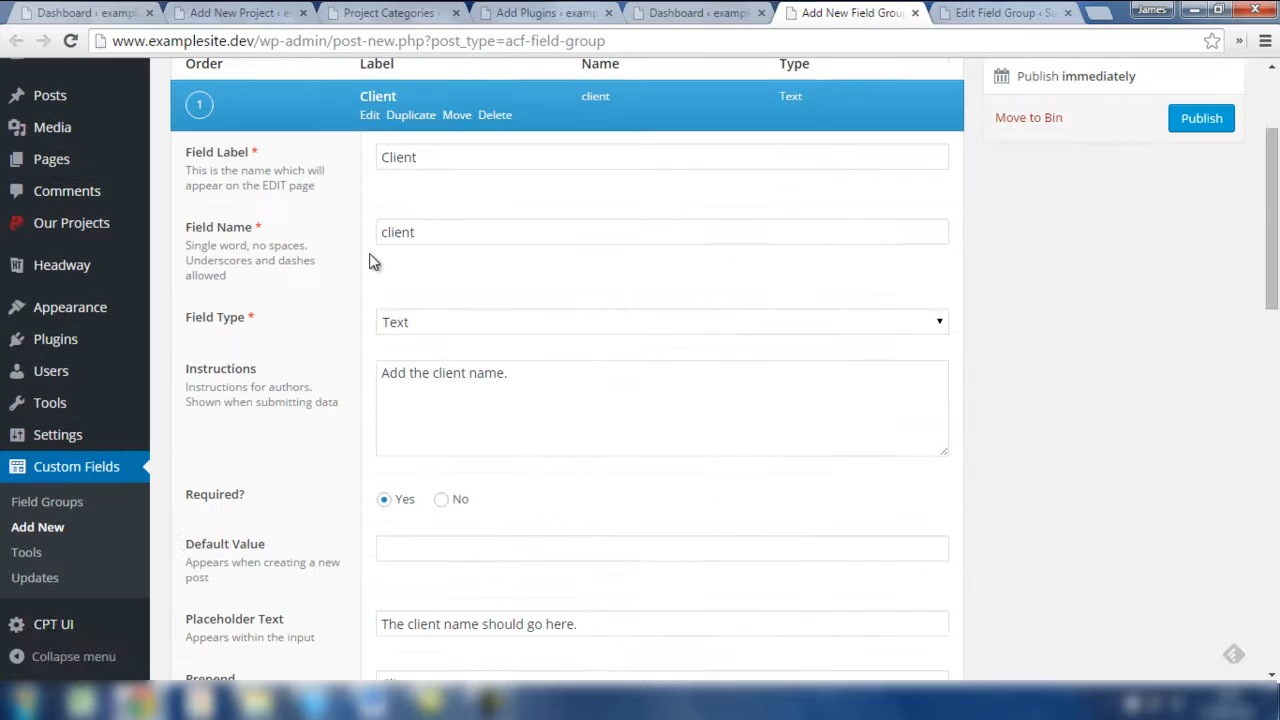 Dashboard ‹ example
Add New Project ‹ ex
Project Categories ‹
Add Plugins ‹ examp
Dashboard ‹ example
Add New Field Grou
Edit Field Group ‹ Su
James
www.examplesite.dev/wp-admin/post-new.php?post_type=acf-field-group
Posts
Media
Pages
Comments
Our Projects
Headway
Appearance
Plugins
Users
Tools
Settings
Custom Fields
Field Groups
Add New
Tools
Updates
CPT UI
Collapse menu
Order Label Name Type
1 Client client Text
Edit Duplicate Move Delete
Field Label *
This is the name which will
appear on the EDIT page
Client
Field Name *
Single word, no spaces.
Underscores and dashes
allowed
client
Field Type *
Text
Instructions
Instructions for authors.
Shown when submitting data
Add the client name.
Required?
Yes No
Default Value
Appears when creating a new
post
Placeholder Text
Appears within the input
The client name should go here.
Prepend
Publish immediately
Move to Bin
Publish